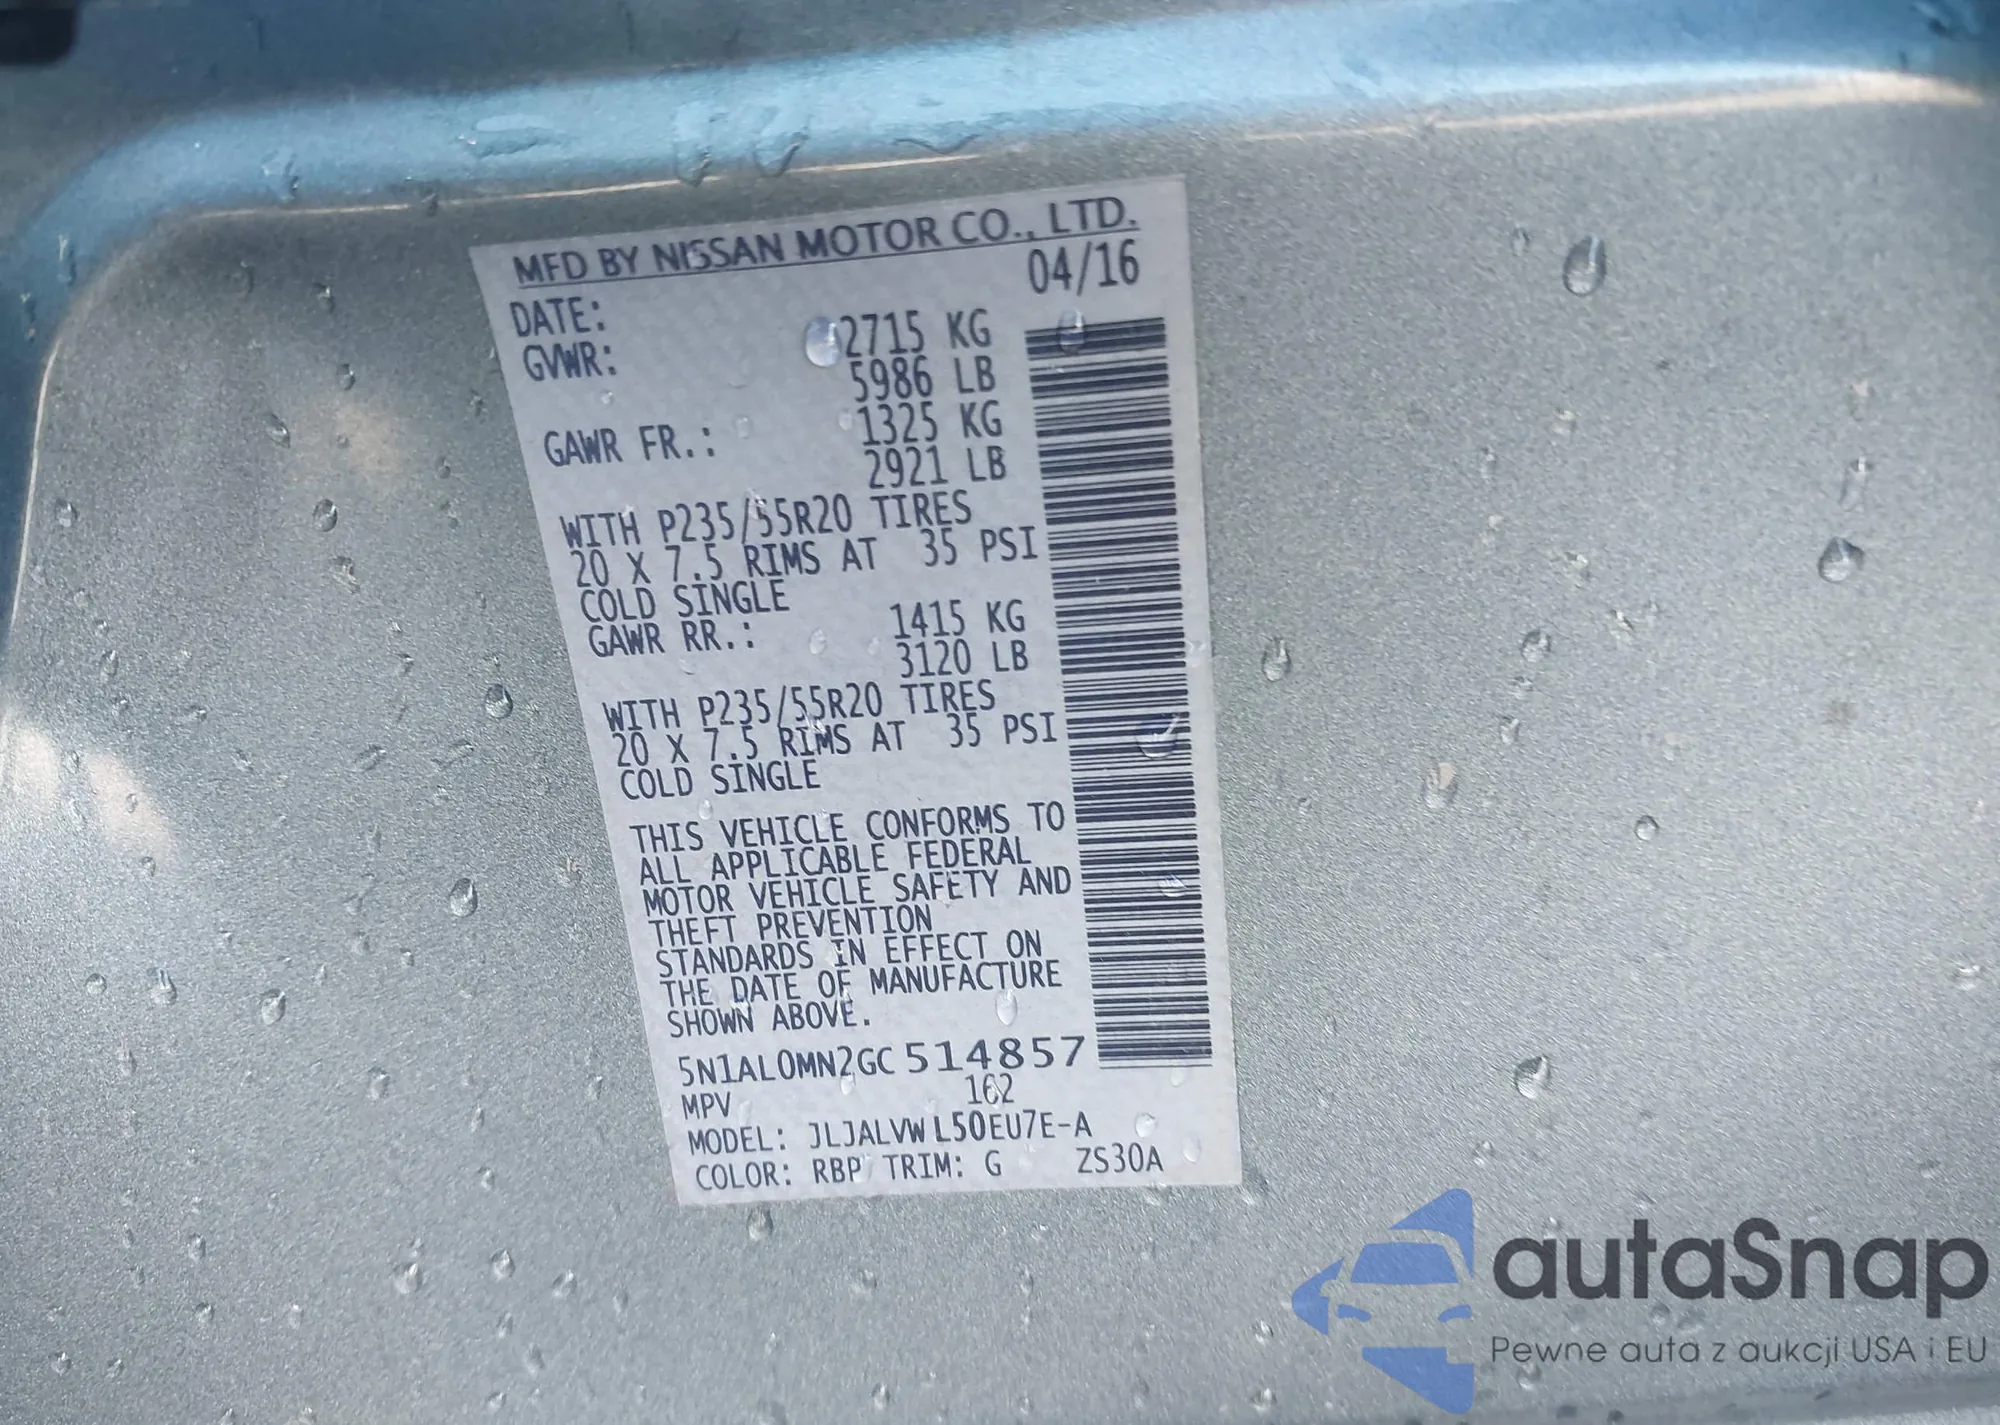 MFD BY NISSAN MOTOR CO., LTD.
DATE: 04/16
GVWR: 2715 KG
5986 LB
GAWR FR.: 1325 KG
2921 LB
WITH P235/55R20 TIRES
20 X 7.5 RIMS AT 35 PSI
COLD SINGLE
GAWR RR.: 1415 KG
3120 LB
WITH P235/55R20 TIRES
20 X 7.5 RIMS AT 35 PSI
COLD SINGLE
THIS VEHICLE CONFORMS TO
ALL APPLICABLE FEDERAL
MOTOR VEHICLE SAFETY AND
THEFT PREVENTION
STANDARDS IN EFFECT ON
THE DATE OF MANUFACTURE
SHOWN ABOVE.
5N1AL0MN2GC 514857
MPV 162
MODEL: JLJALVW L50EU7E-A
COLOR: RBP TRIM: G ZS30A
autaSnap
Pewne auta z aukcji USA i EU